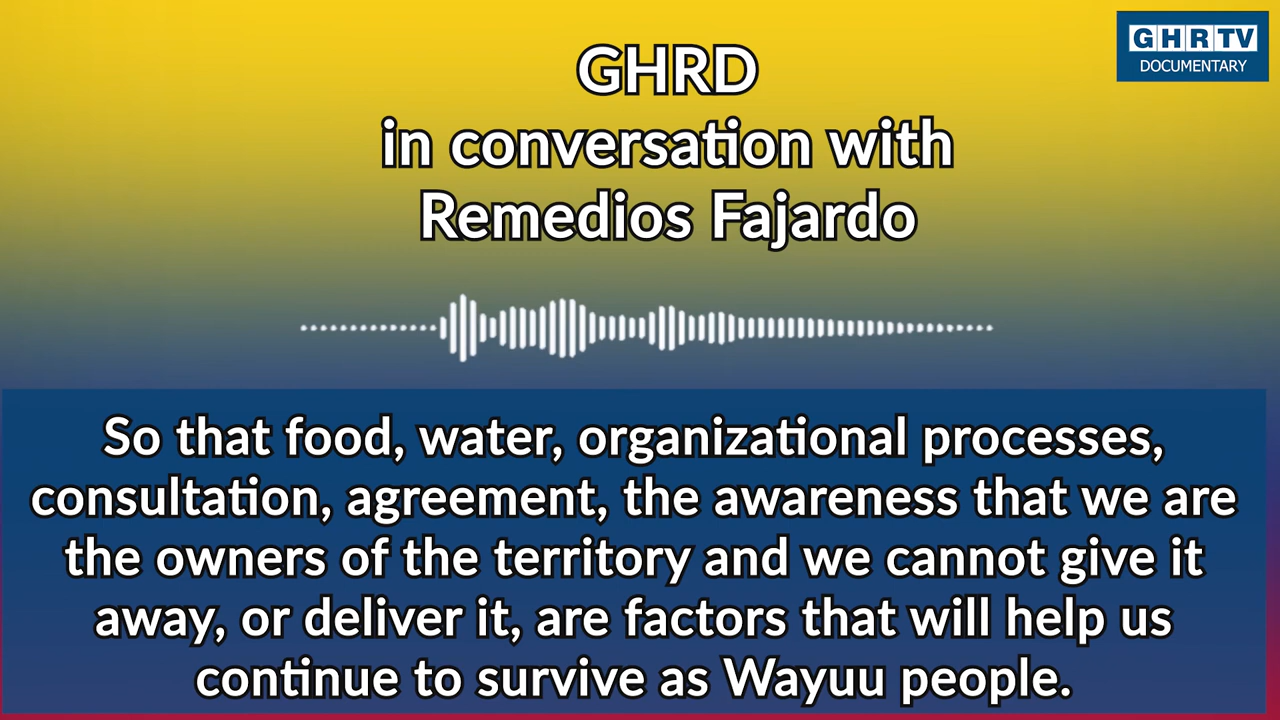 GHRTV
DOCUMENTARY
GHRD
in conversation with
Remedios Fajardo
So that food, water, organizational processes,
consultation, agreement, the awareness that we are
the owners of the territory and we cannot give it
away, or deliver it, are factors that will help us
continue to survive as Wayuu people.